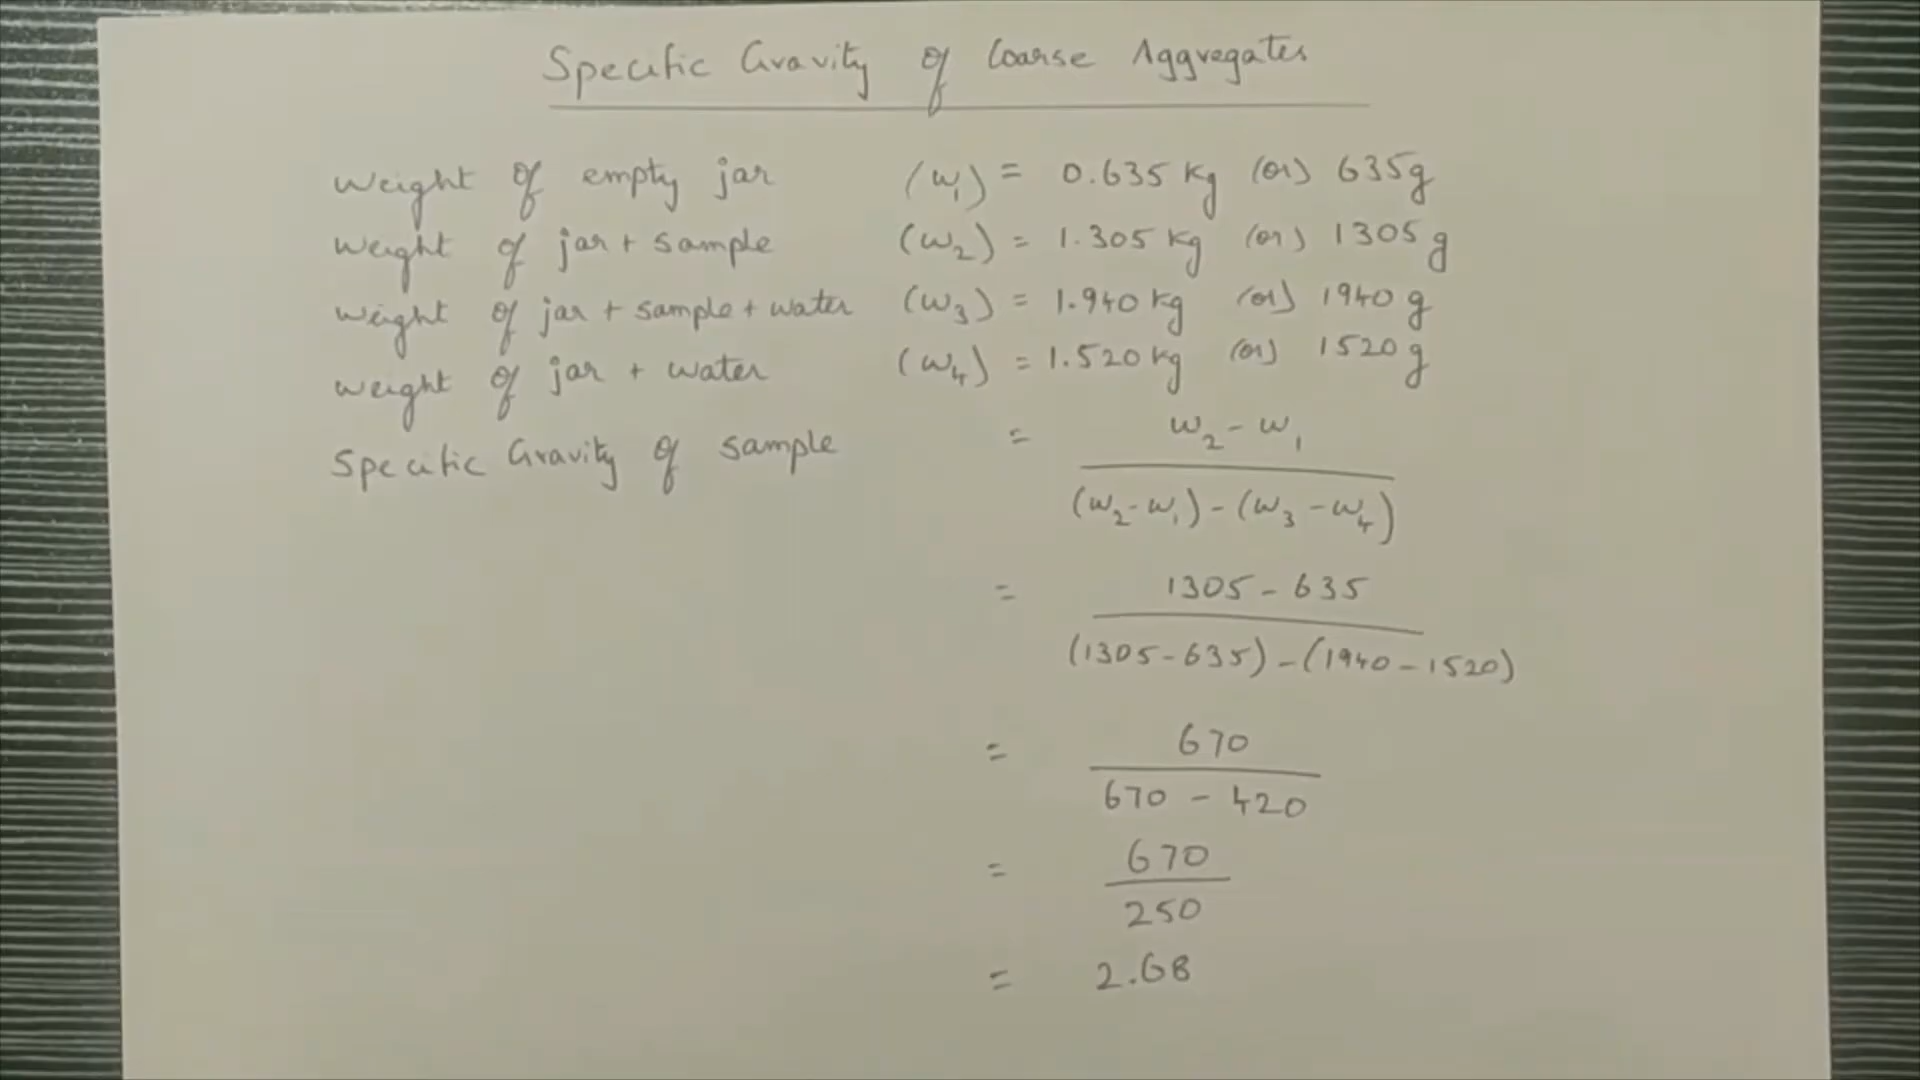 Specific Gravity of Coarse Aggregates
Weight of empty jar (W₁) = 0.635 kg (or) 635g
Weight of jar + sample (W₂) = 1.305 kg (or) 1305 g
Weight of jar + sample + water (W₃) = 1.940 kg (or) 1940 g
Weight of jar + water (W₄) = 1.520 kg (or) 1520 g
Specific Gravity of sample = W₂ - W₁
(W₂ - W₁) - (W₃ - W₄)
= 1305 - 635
(1305 - 635) - (1940 - 1520)
= 670
670 - 420
= 670
250
= 2.68